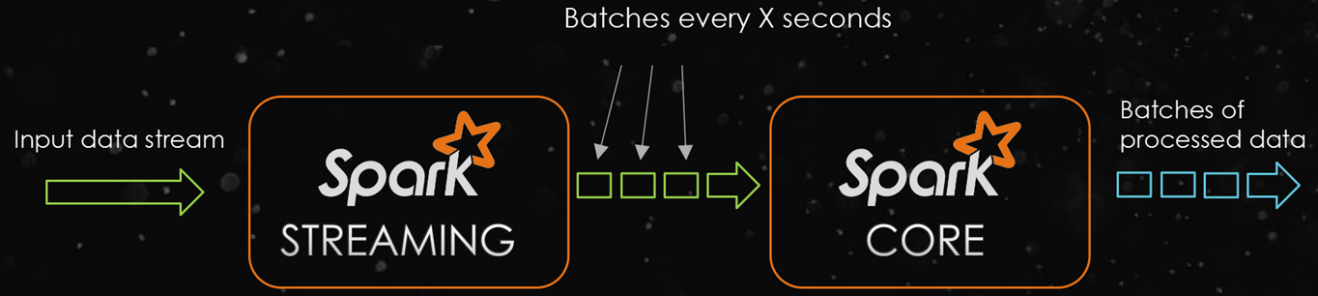 Batches every X seconds
Input data stream
Spark
STREAMING
Spark
CORE
Batches of
processed data